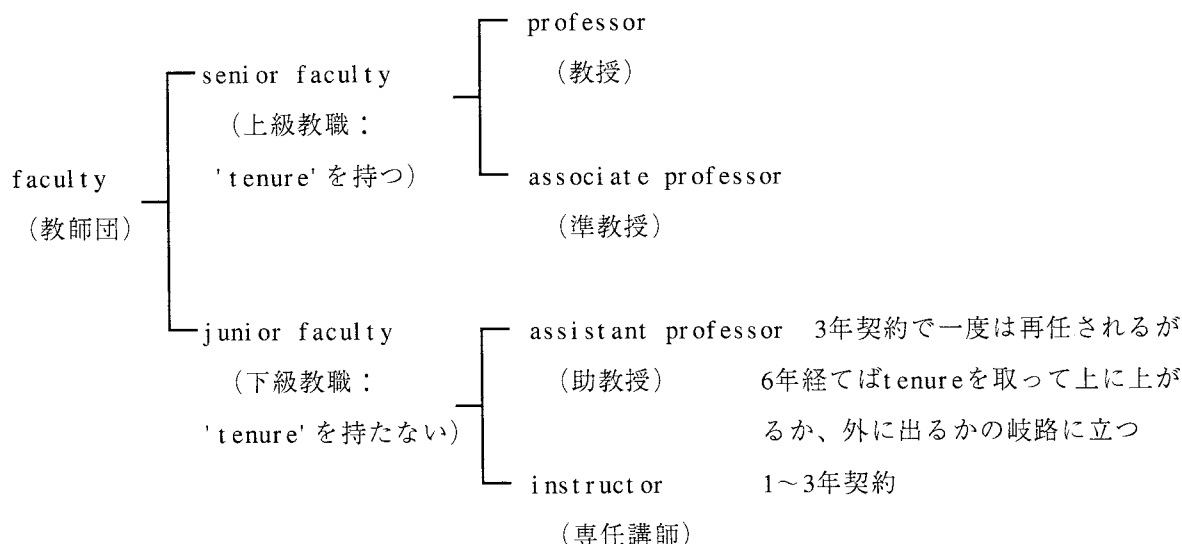 professor
（教授）
senior faculty
（上級教職：
'tenure'を持つ）
associate professor
（準教授）
faculty
（教師団）
junior faculty
（下級教職：
'tenure'を持たない）
assistant professor 3年契約で一度は再任されるが
（助教授） 6年経てばtenureを取って上に上が
るか、外に出るかの岐路に立つ
instructor 1～3年契約
（専任講師）